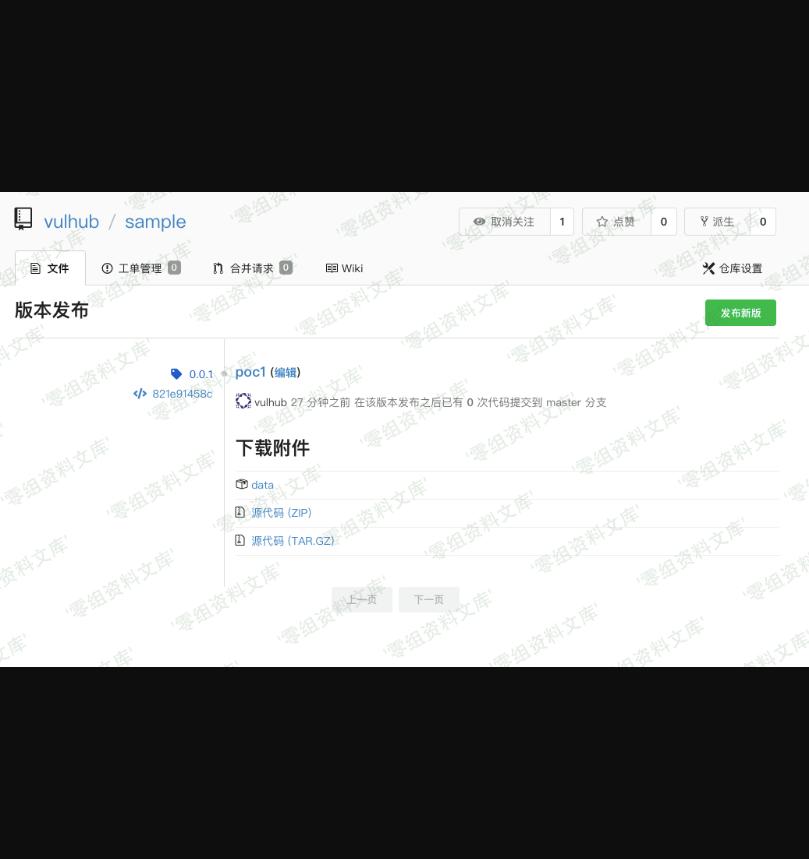 vulhub / sample
取消关注 1
点赞 0
派生 0
文件
工单管理 0
合并请求 0
Wiki
仓库设置
版本发布
发布新版
0.0.1
821e91458c
poc1 (编辑)
vulhub 27 分钟之前 在该版本发布之后已有 0 次代码提交到 master 分支
下载附件
data
源代码 (ZIP)
源代码 (TAR.GZ)
上一页
下一页
'零组资料文库'